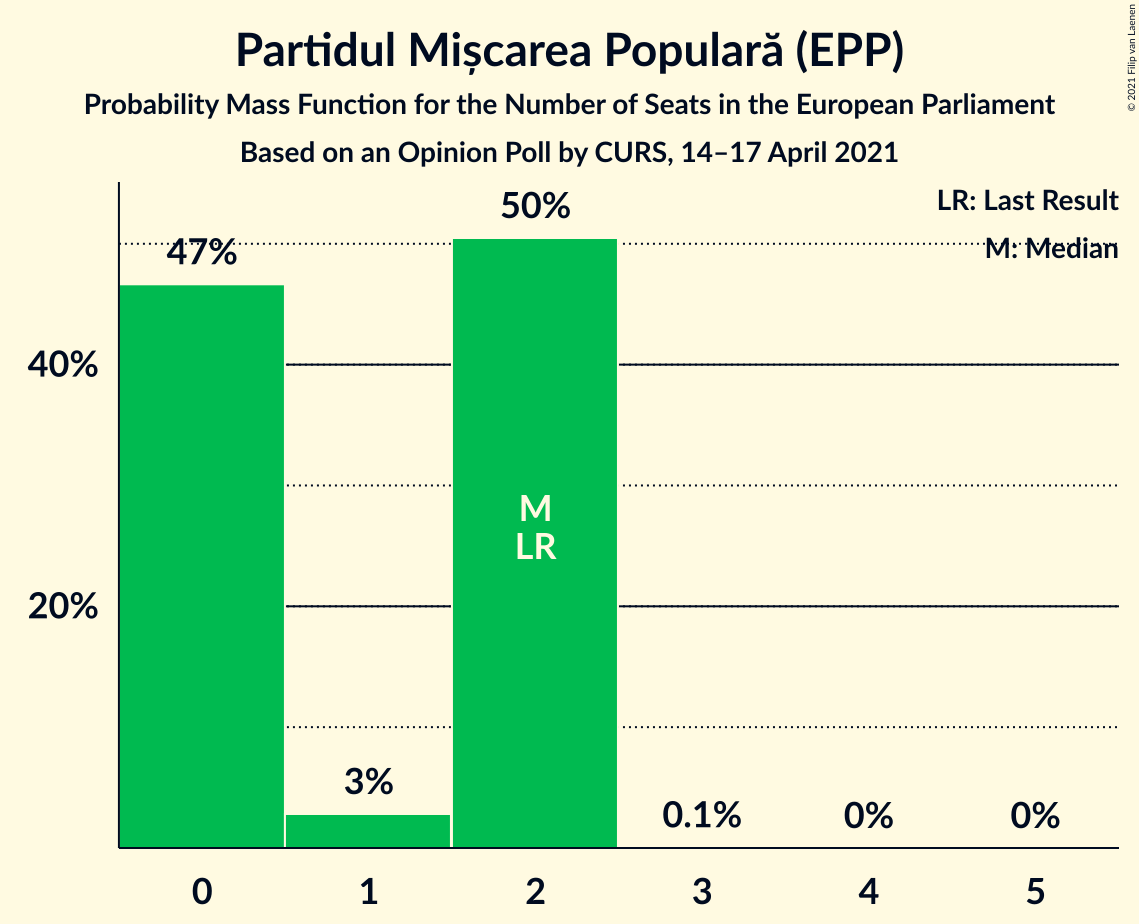 Partidul Mișcarea Populară (EPP)
Probability Mass Function for the Number of Seats in the European Parliament
Based on an Opinion Poll by CURS, 14–17 April 2021
© 2021 Filip van Laenen
LR: Last Result
M: Median
50%
47%
40%
M
LR
20%
3%
0.1%
0%
0%
0
1
2
3
4
5